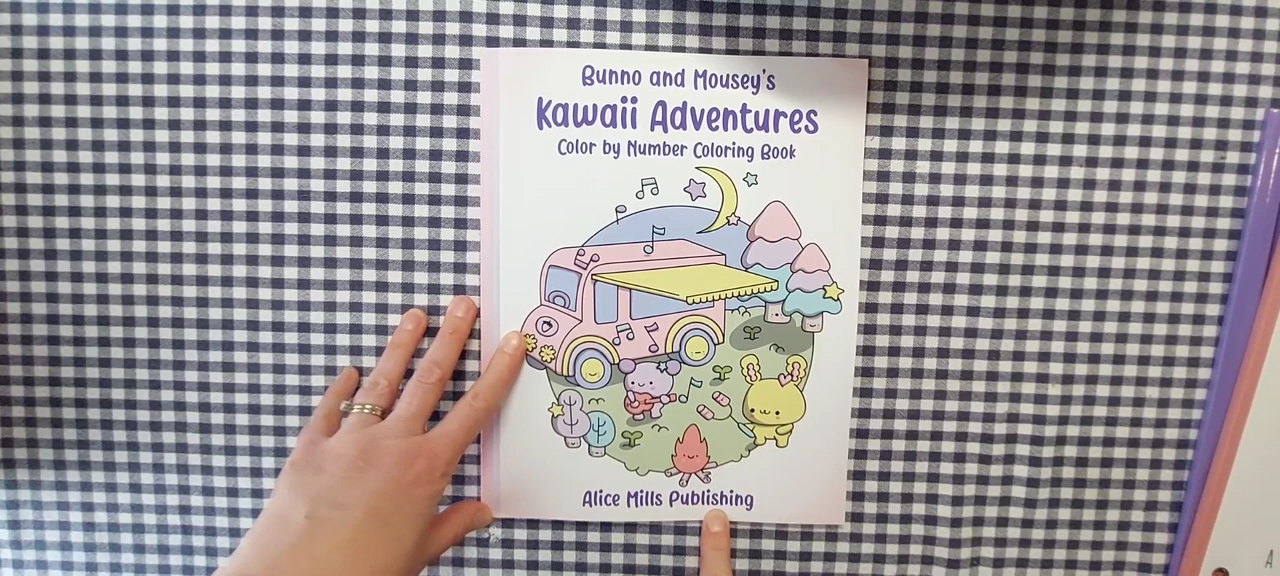 Bunno and Mousey's
Kawaii Adventures
Color by Number Coloring Book
Alice Mills Publishing
A